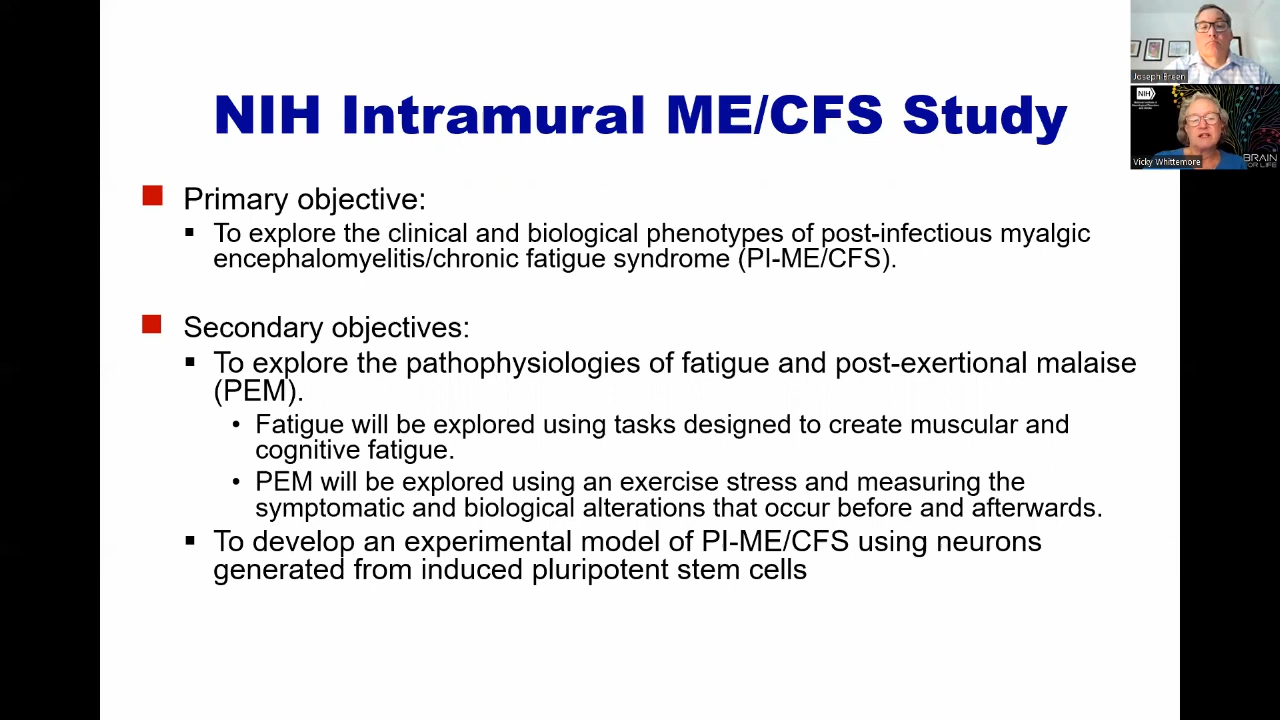 NIH Intramural ME/CFS Study
Primary objective:
To explore the clinical and biological phenotypes of post-infectious myalgic
encephalomyelitis/chronic fatigue syndrome (PI-ME/CFS).
Secondary objectives:
To explore the pathophysiologies of fatigue and post-exertional malaise
(PEM).
• Fatigue will be explored using tasks designed to create muscular and
cognitive fatigue.
• PEM will be explored using an exercise stress and measuring the
symptomatic and biological alterations that occur before and afterwards.
To develop an experimental model of PI-ME/CFS using neurons
generated from induced pluripotent stem cells
Joseph Breen
NIH
BRAIN
OR LIFE
Vicky Whittemore